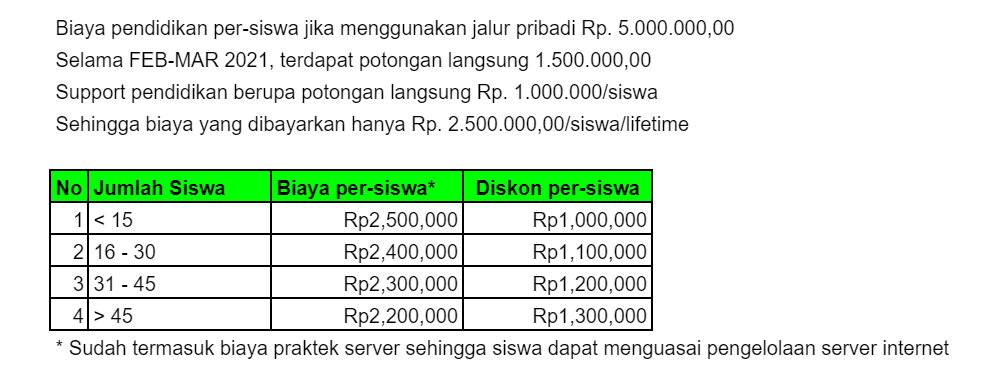 Biaya pendidikan per-siswa jika menggunakan jalur pribadi Rp. 5.000.000,00
Selama FEB-MAR 2021, terdapat potongan langsung 1.500.000,00
Support pendidikan berupa potongan langsung Rp. 1.000.000/siswa
Sehingga biaya yang dibayarkan hanya Rp. 2.500.000,00/siswa/lifetime
No Jumlah Siswa Biaya per-siswa* Diskon per-siswa
1 < 15 Rp2,500,000 Rp1,000,000
2 16 - 30 Rp2,400,000 Rp1,100,000
3 31 - 45 Rp2,300,000 Rp1,200,000
4 > 45 Rp2,200,000 Rp1,300,000
* Sudah termasuk biaya praktek server sehingga siswa dapat menguasai pengelolaan server internet